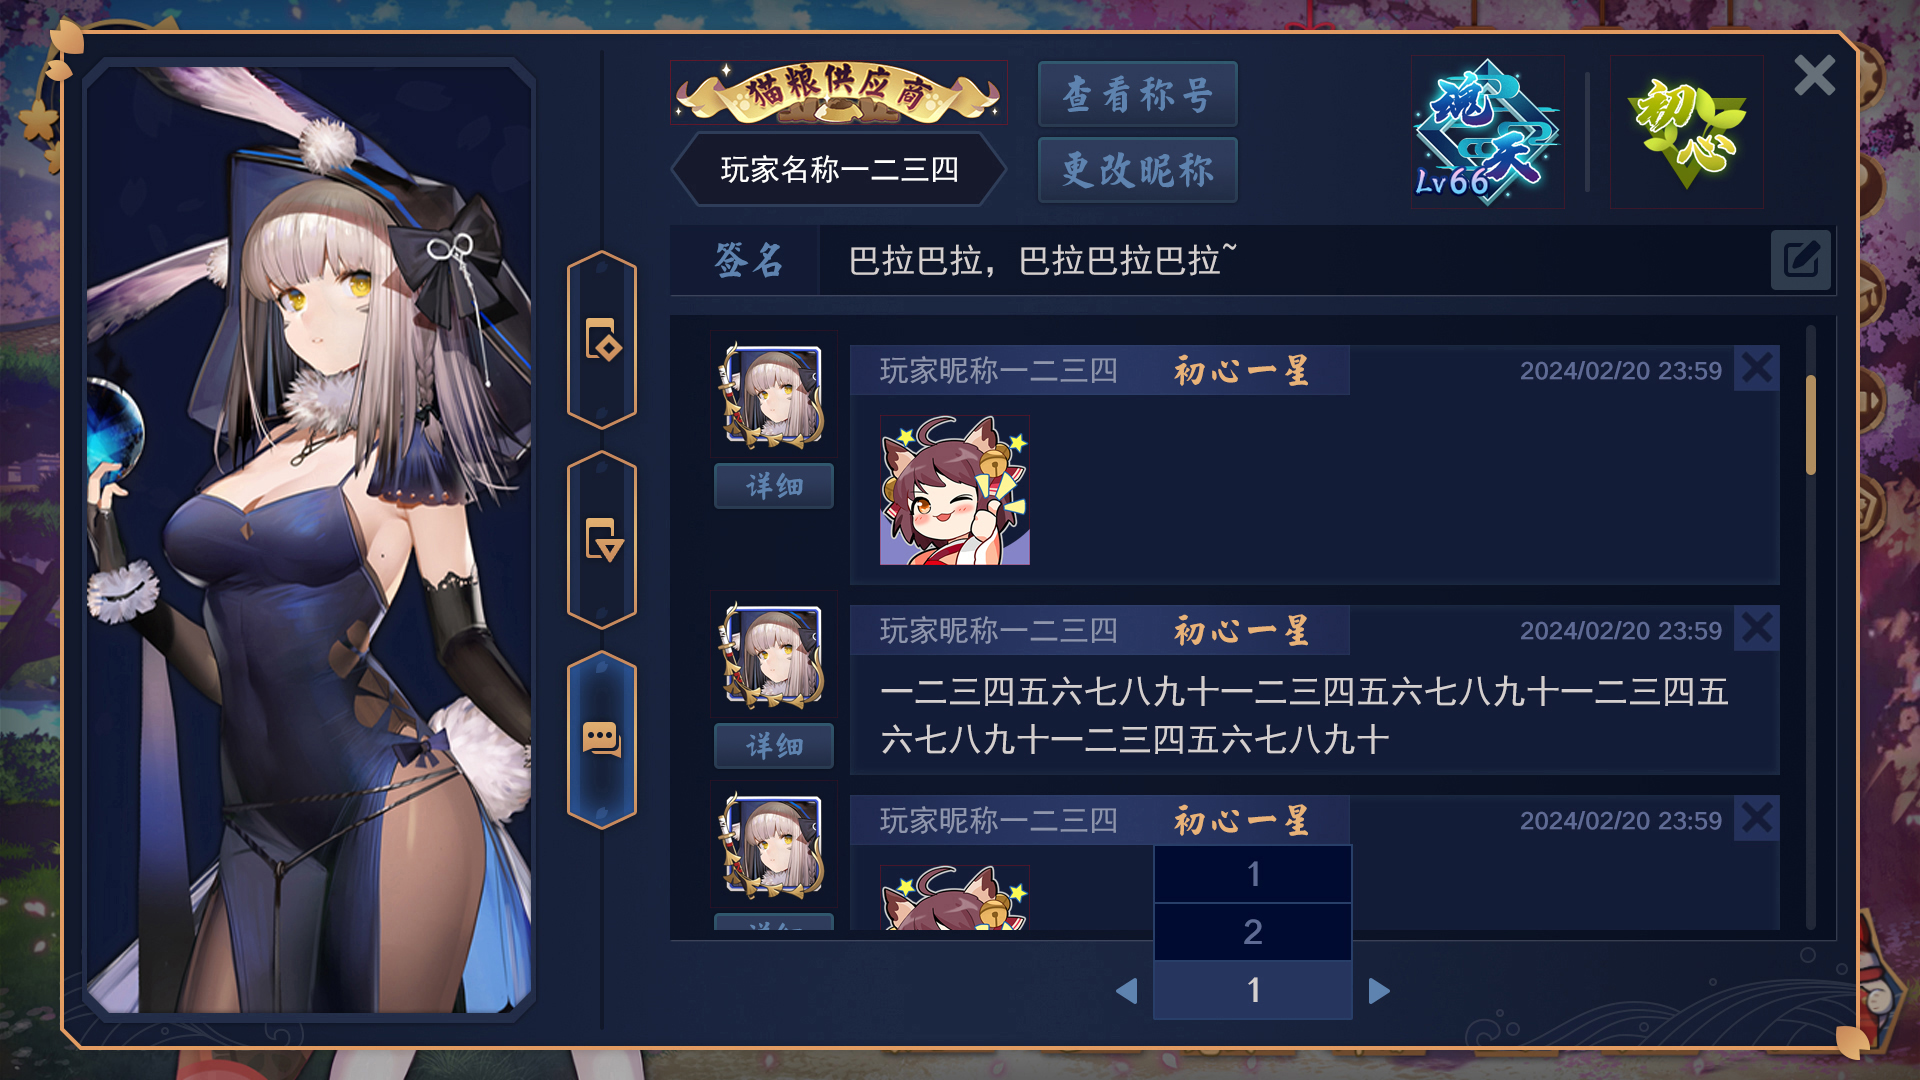 猫粮供应商
查看称号
玩家名称一二三四
更改昵称
魂天
Lv66
初心
签名
巴拉巴拉，巴拉巴拉巴拉~
玩家昵称一二三四
初心一星
2024/02/20 23:59
详细
玩家昵称一二三四
初心一星
2024/02/20 23:59
一二三四五六七八九十一二三四五六七八九十一二三四五
六七八九十一二三四五六七八九十
详细
玩家昵称一二三四
初心一星
2024/02/20 23:59
详细
1
2
1